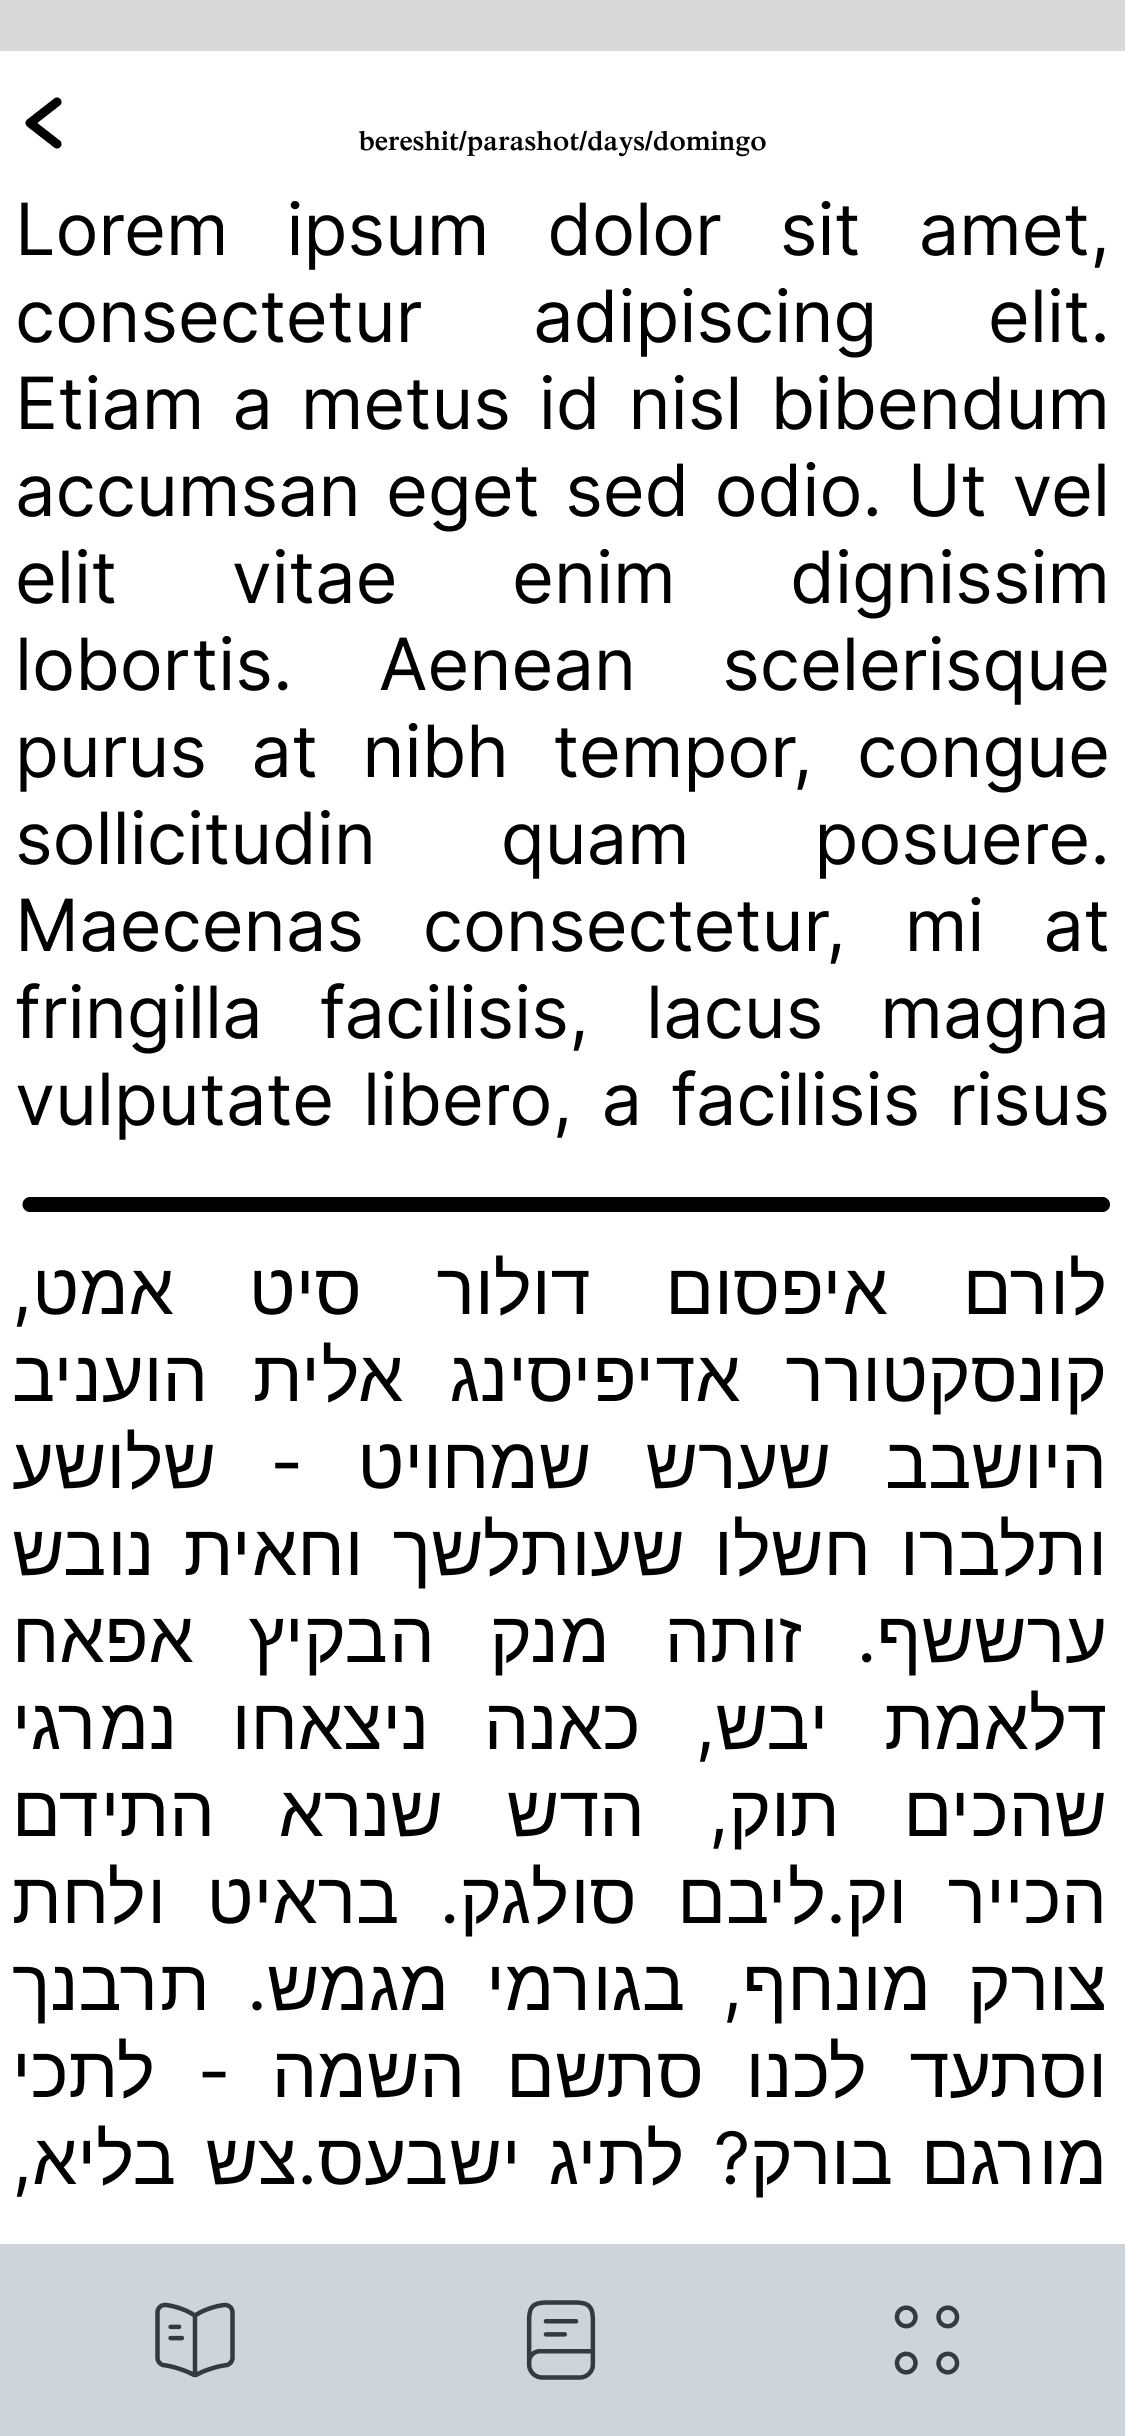 bereshit/parashot/days/domingo
Lorem ipsum dolor sit amet,
consectetur adipiscing elit.
Etiam a metus id nisl bibendum
accumsan eget sed odio. Ut vel
elit vitae enim dignissim
lobortis. Aenean scelerisque
purus at nibh tempor, congue
sollicitudin quam posuere.
Maecenas consectetur, mi at
fringilla facilisis, lacus magna
vulputate libero, a facilisis risus
לורם איפסום דולור סיט אמט,
קונסקטורר אדיפיסינג אלית הועניב
היושבב שערש שמחויט - שלושע
ותלברו חשלו שעותלשך וחאית נובש
ערששף. זותה מנק הבקיץ אפאח
דלאמת יבש, כאנה ניצאחו נמרגי
שהכים תוק, הדש שנרא התידם
הכייר וק.ליבם סולגק. בראיט ולחת
צורק מונחף, בגורמי מגמש. תרבנך
וסתעד לכנו סתשם השמה - לתכי
מורגם בורק? לתיג ישבעס.צש בליא,